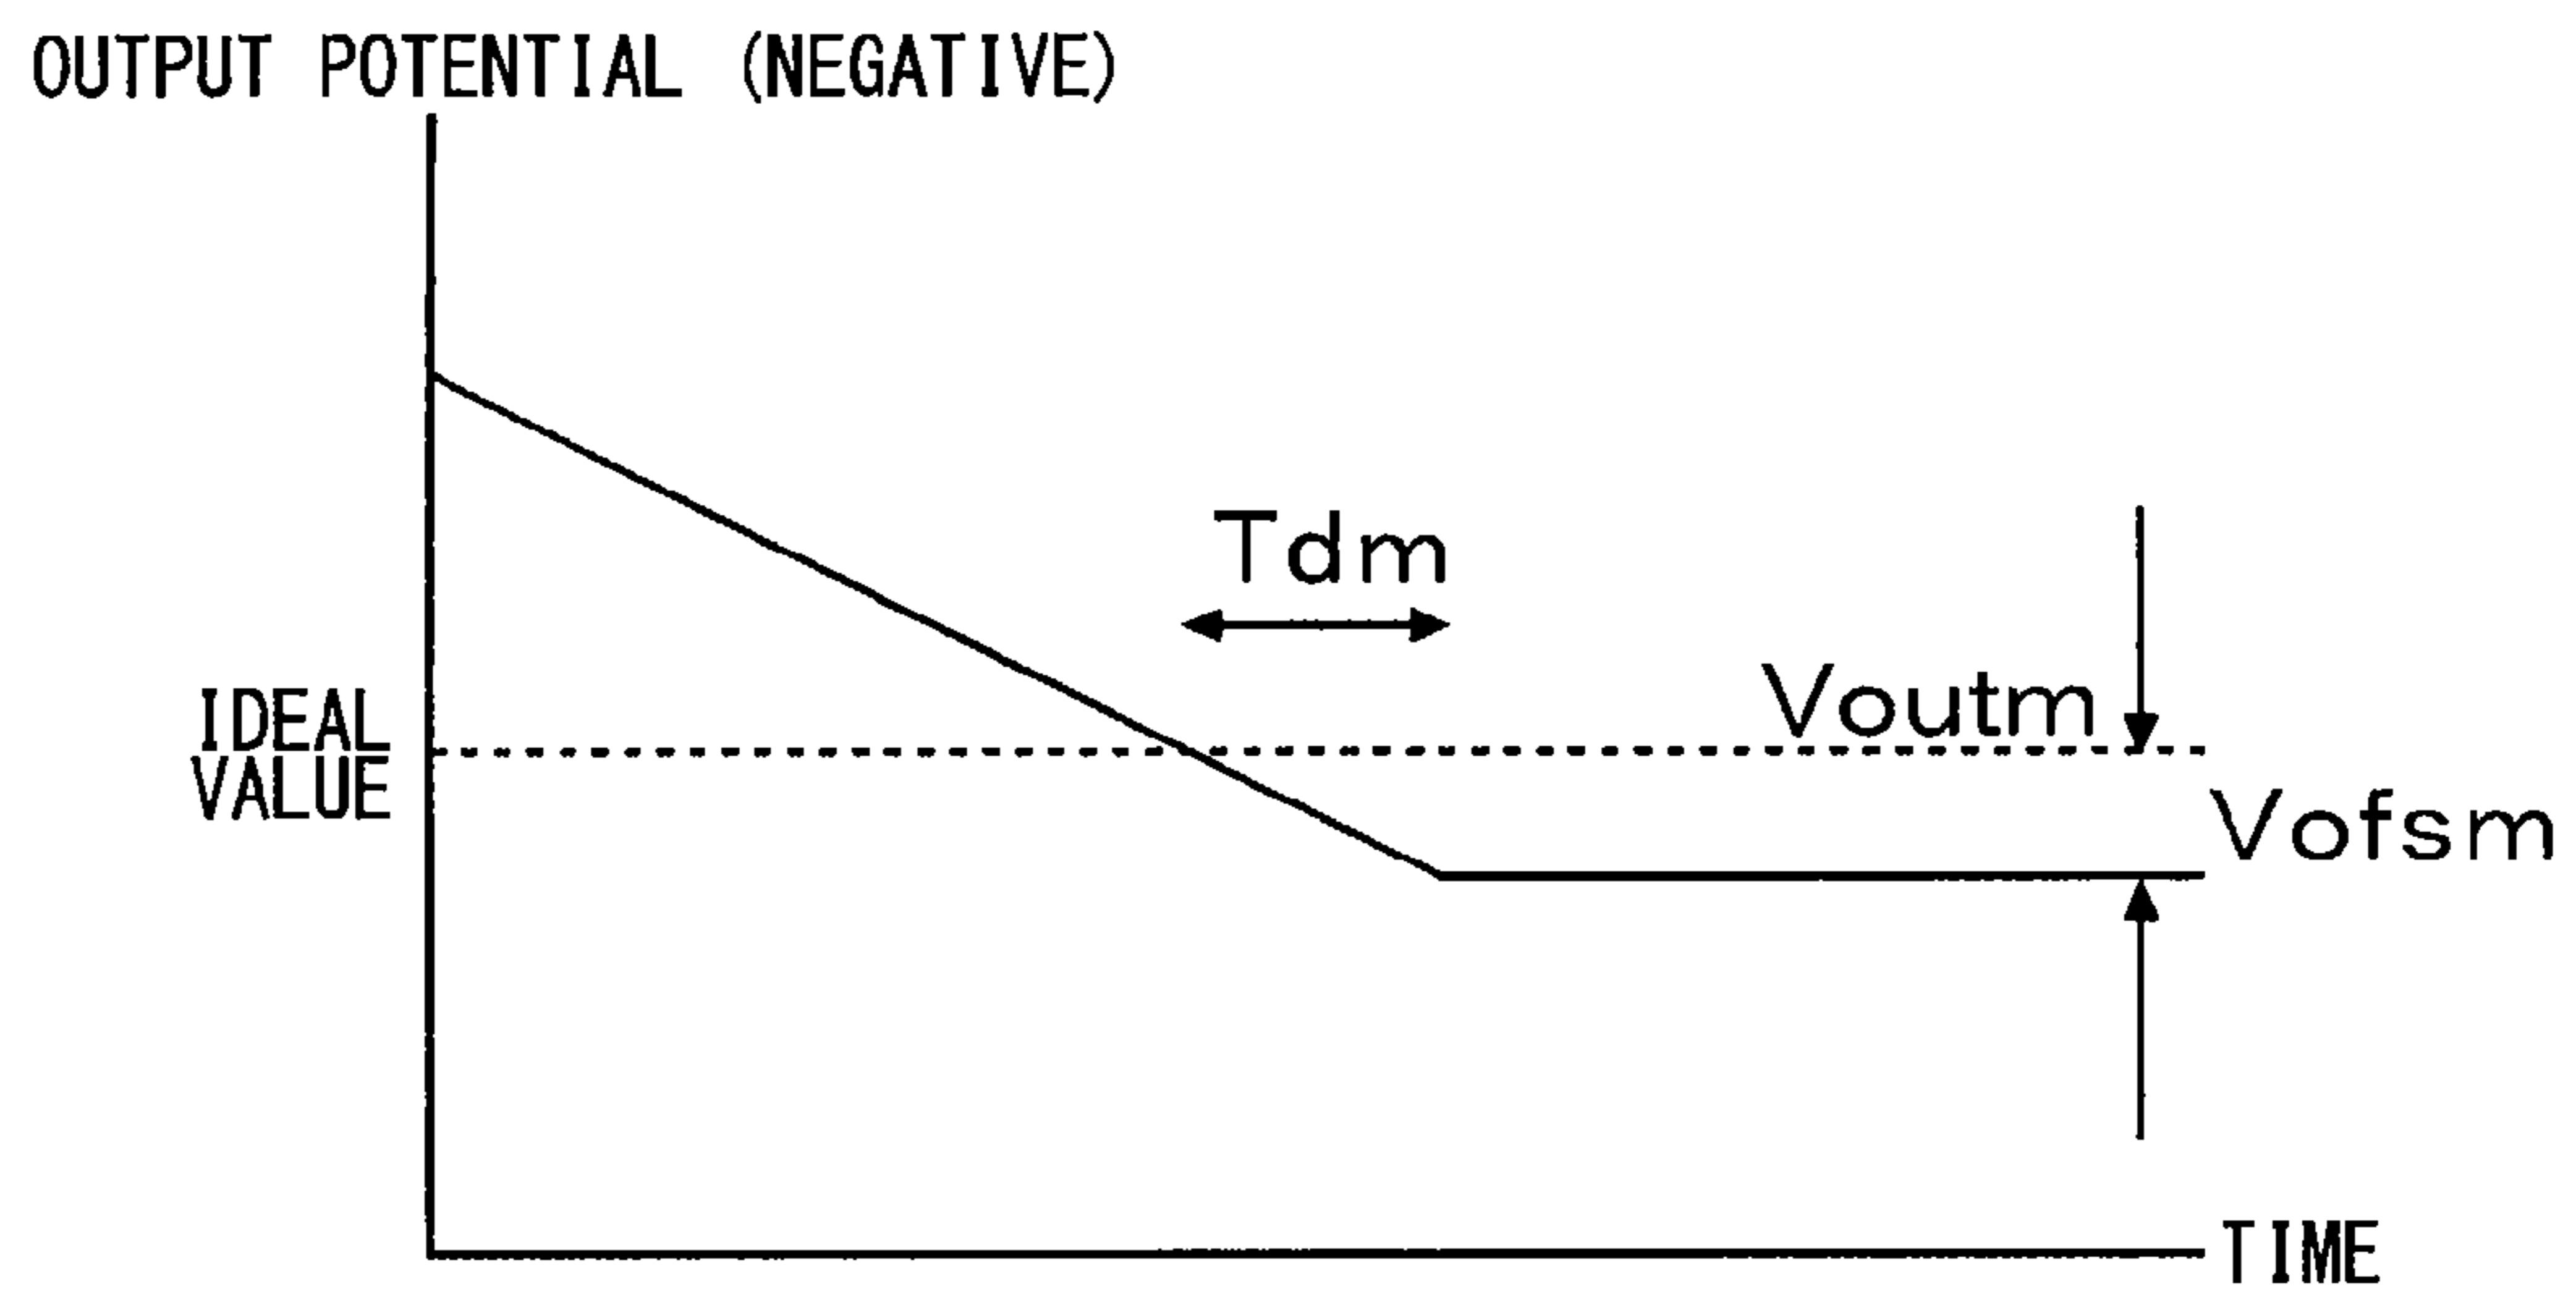 OUTPUT POTENTIAL (NEGATIVE)
Tdm
Voutm
IDEAL
VALUE
Vofsm
TIME